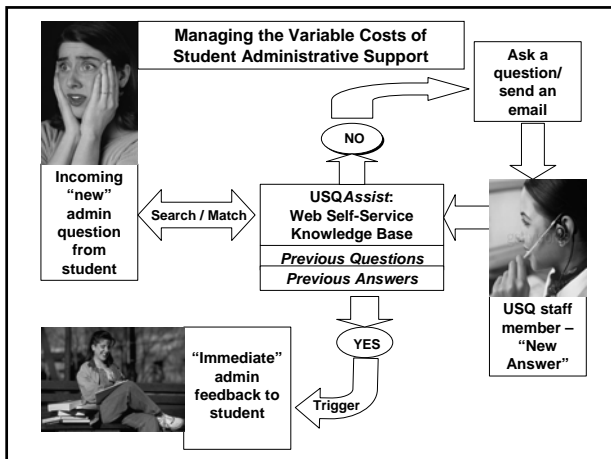 Managing the Variable Costs of
Student Administrative Support
Ask a
question/
send an
email
NO
Incoming
“new”
admin
question
from
student
Search / Match
USQAssist:
Web Self-Service
Knowledge Base
Previous Questions
Previous Answers
USQ staff
member –
“New
Answer”
YES
“Immediate”
admin
feedback to
student
Trigger